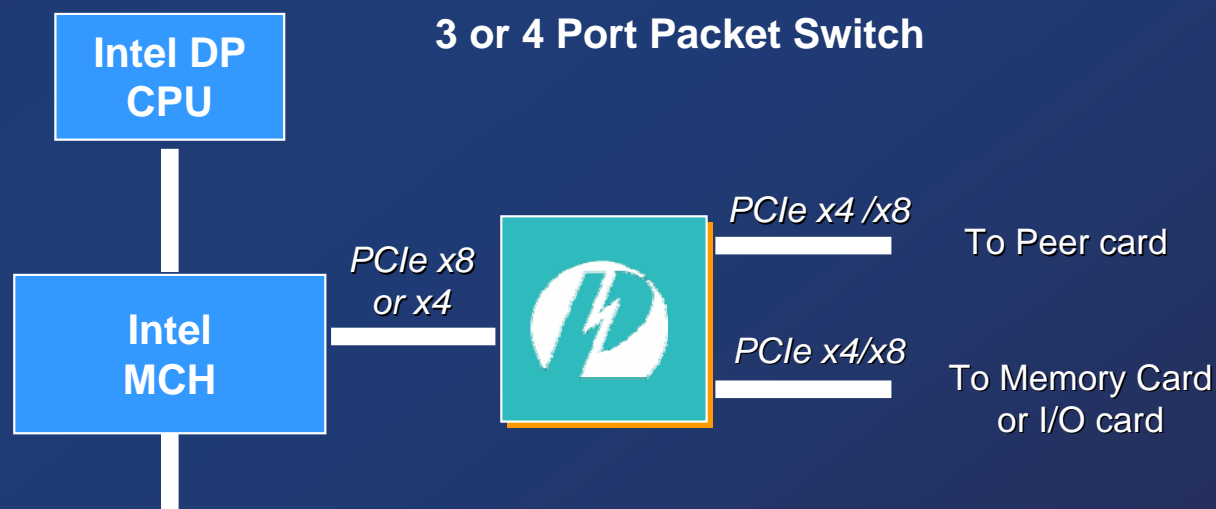 3 or 4 Port Packet Switch
Intel DP
CPU
PCIe x4 /x8
To Peer card
PCIe x8
or x4
Intel
MCH
PCIe x4/x8
To Memory Card
or I/O card